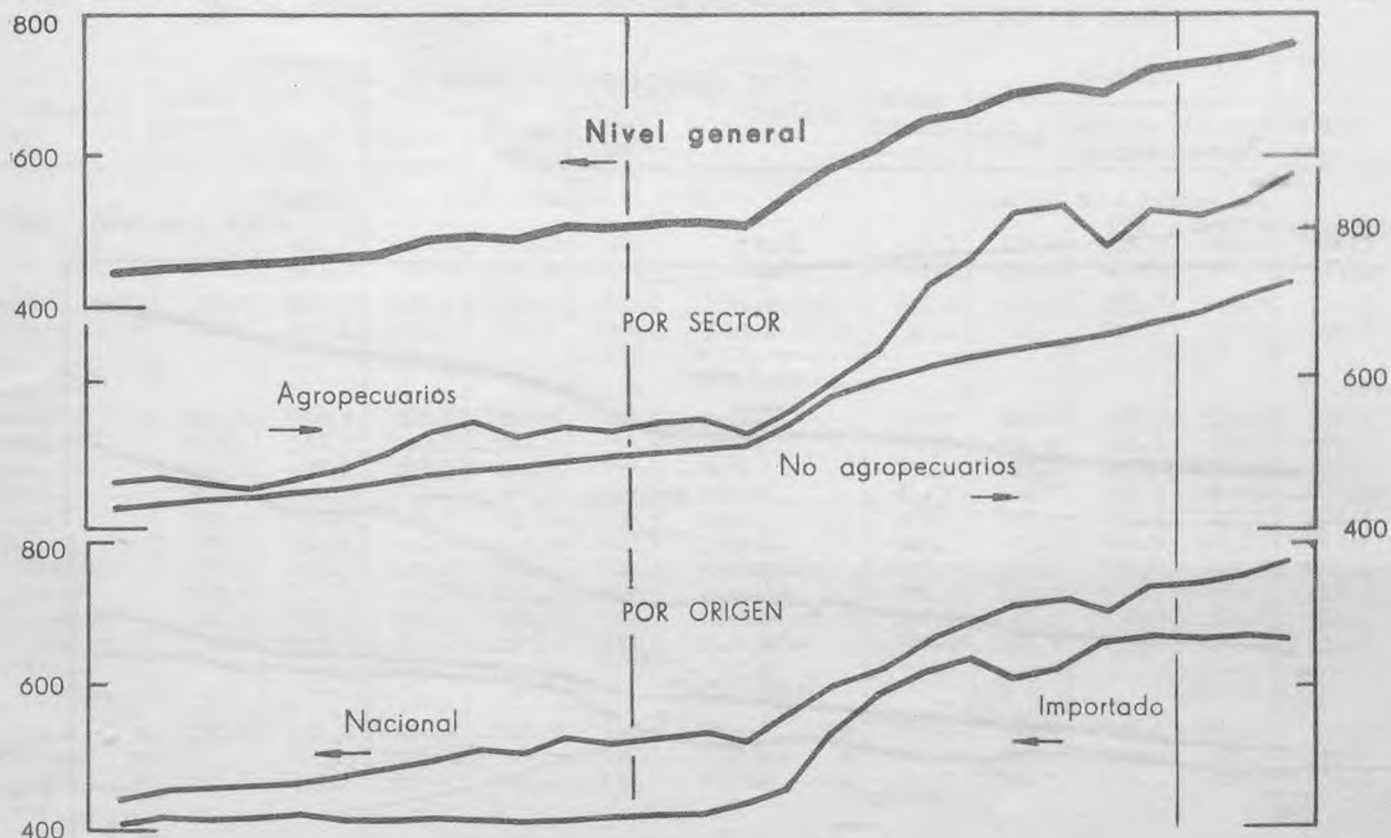 800
Nivel general
600
800
400
POR SECTOR
600
Agropecuarios
No agropecuarios
400
800
POR ORIGEN
600
Nacional
Importado
400